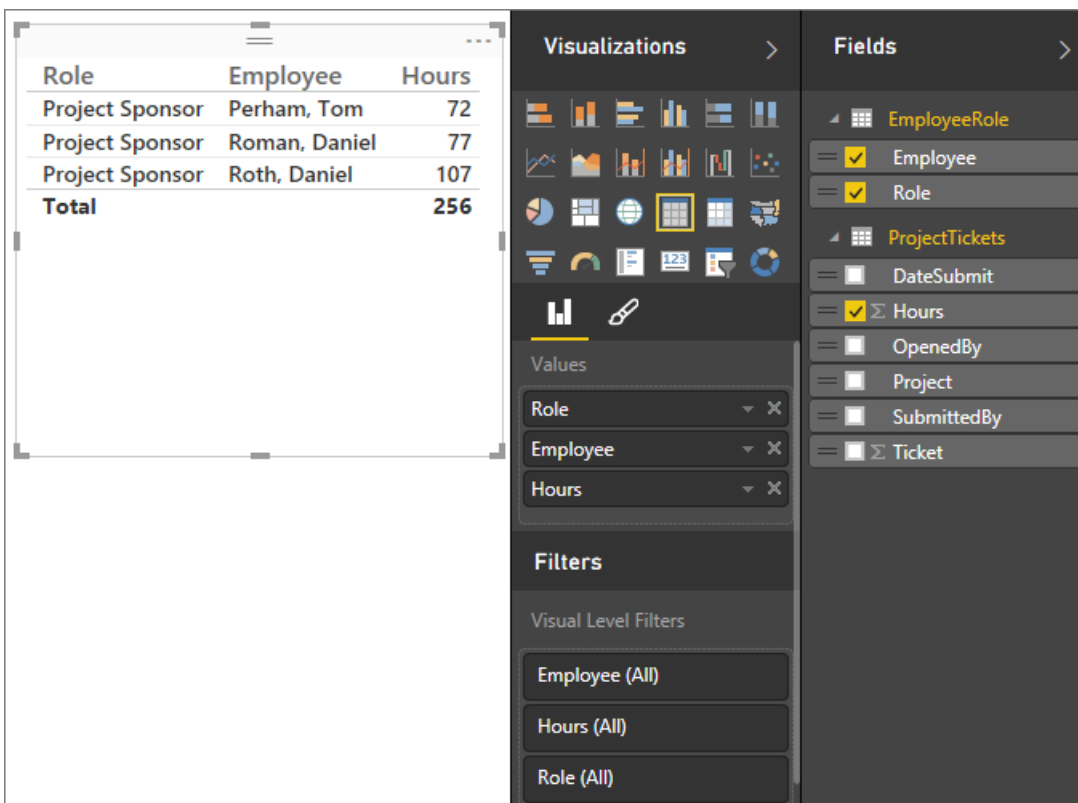 Role Employee Hours
Project Sponsor Perham, Tom 72
Project Sponsor Roman, Daniel 77
Project Sponsor Roth, Daniel 107
Total 256
Visualizations
123
Values
Role
Employee
Hours
Filters
Visual Level Filters
Employee (All)
Hours (All)
Role (All)
Fields
EmployeeRole
Employee
Role
ProjectTickets
DateSubmit
Σ Hours
OpenedBy
Project
SubmittedBy
Σ Ticket